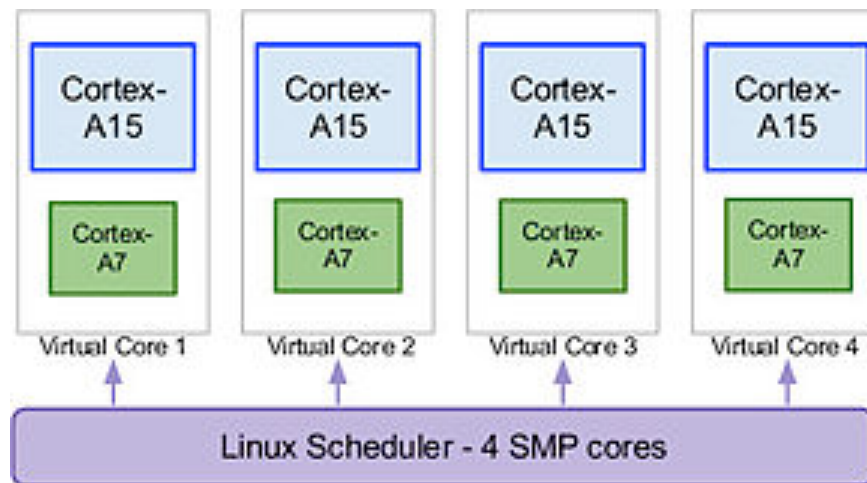 Cortex-
A15
Cortex-
A7
Virtual Core 1
Cortex-
A15
Cortex-
A7
Virtual Core 2
Cortex-
A15
Cortex-
A7
Virtual Core 3
Cortex-
A15
Cortex-
A7
Virtual Core 4
Linux Scheduler - 4 SMP cores